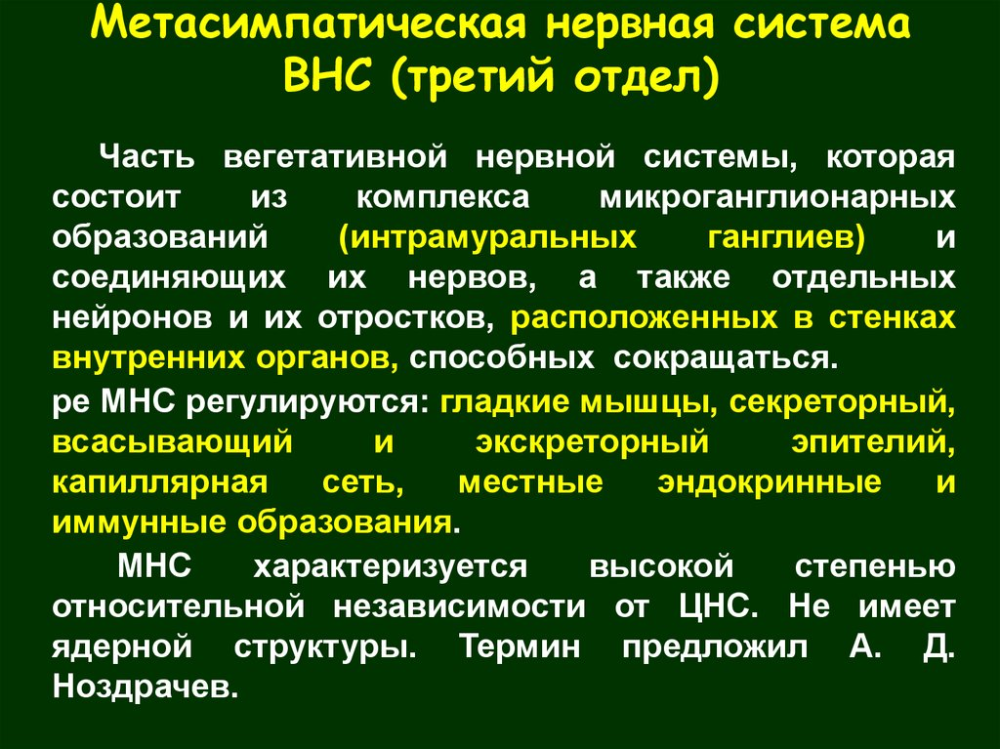 Метасимпатическая нервная система
ВНС (третий отдел)
Часть вегетативной нервной системы, которая
состоит из комплекса микроганглионарных
образований (интрамуральных ганглиев) и
соединяющих их нервов, а также отдельных
нейронов и их отростков, расположенных в стенках
внутренних органов, способных сокращаться.
ре МНС регулируются: гладкие мышцы, секреторный,
всасывающий и экскреторный эпителий,
капиллярная сеть, местные эндокринные и
иммунные образования.
МНС характеризуется высокой степенью
относительной независимости от ЦНС. Не имеет
ядерной структуры. Термин предложил А. Д.
Ноздрачев.